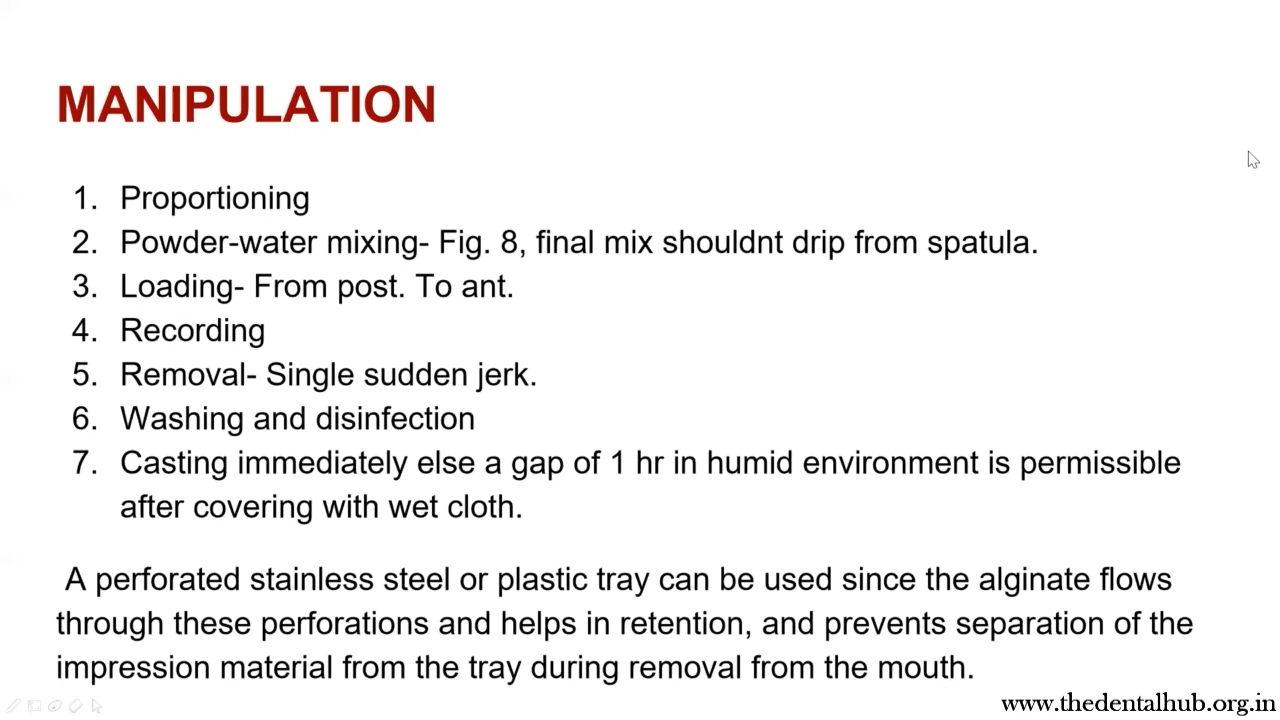 MANIPULATION
1. Proportioning
2. Powder-water mixing- Fig. 8, final mix shouldnt drip from spatula.
3. Loading- From post. To ant.
4. Recording
5. Removal- Single sudden jerk.
6. Washing and disinfection
7. Casting immediately else a gap of 1 hr in humid environment is permissible
after covering with wet cloth.
A perforated stainless steel or plastic tray can be used since the alginate flows
through these perforations and helps in retention, and prevents separation of the
impression material from the tray during removal from the mouth.
www.thedentalhub.org.in